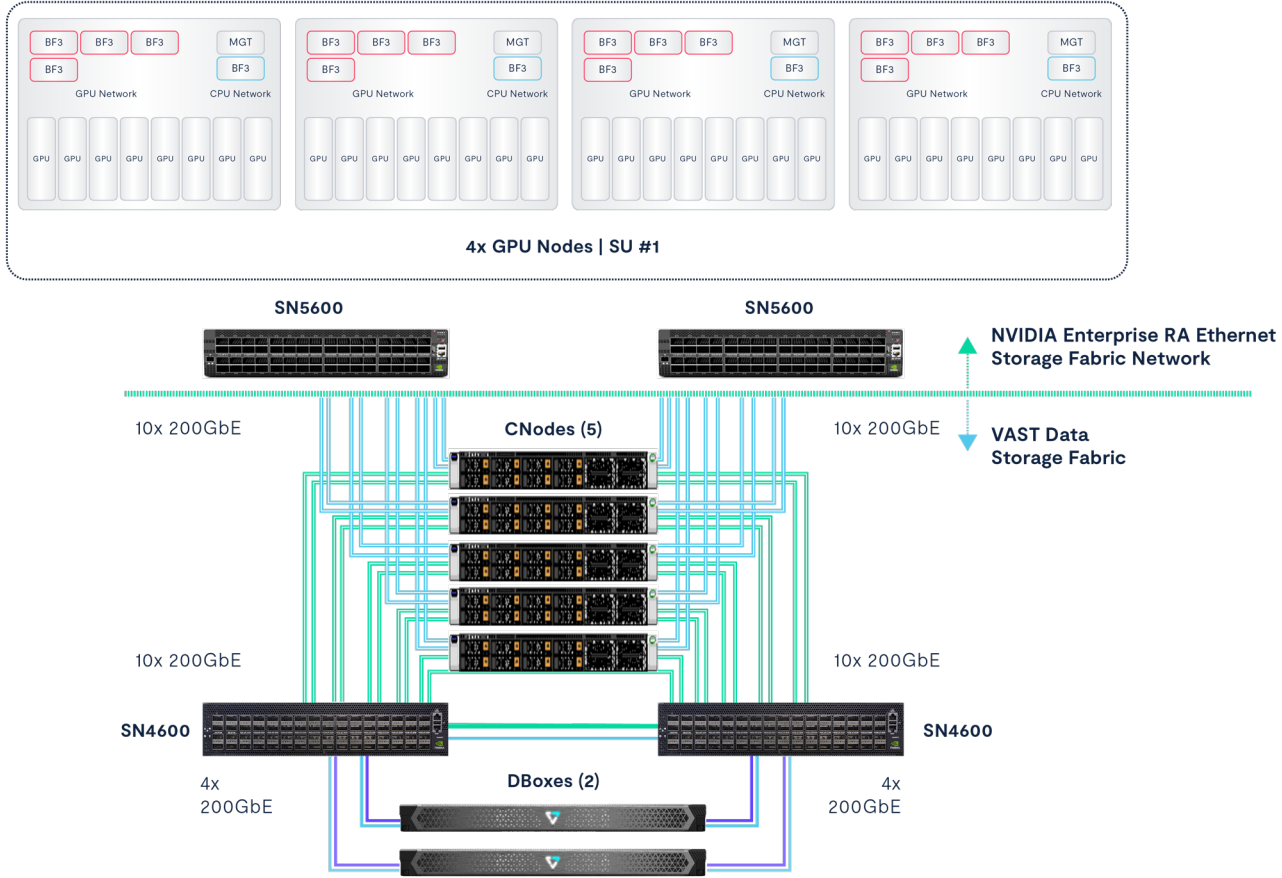 BF3 BF3 BF3 MGT
BF3 BF3
GPU Network CPU Network
GPU GPU GPU GPU GPU GPU GPU GPU
BF3 BF3 BF3 MGT
BF3 BF3
GPU Network CPU Network
GPU GPU GPU GPU GPU GPU GPU GPU
BF3 BF3 BF3 MGT
BF3 BF3
GPU Network CPU Network
GPU GPU GPU GPU GPU GPU GPU GPU
BF3 BF3 BF3 MGT
BF3 BF3
GPU Network CPU Network
GPU GPU GPU GPU GPU GPU GPU GPU
4x GPU Nodes | SU #1
SN5600
SN5600
NVIDIA Enterprise RA Ethernet
Storage Fabric Network
10x 200GbE
CNodes (5)
10x 200GbE
VAST Data
Storage Fabric
10x 200GbE
10x 200GbE
SN4600
SN4600
4x
200GbE
DBoxes (2)
4x
200GbE